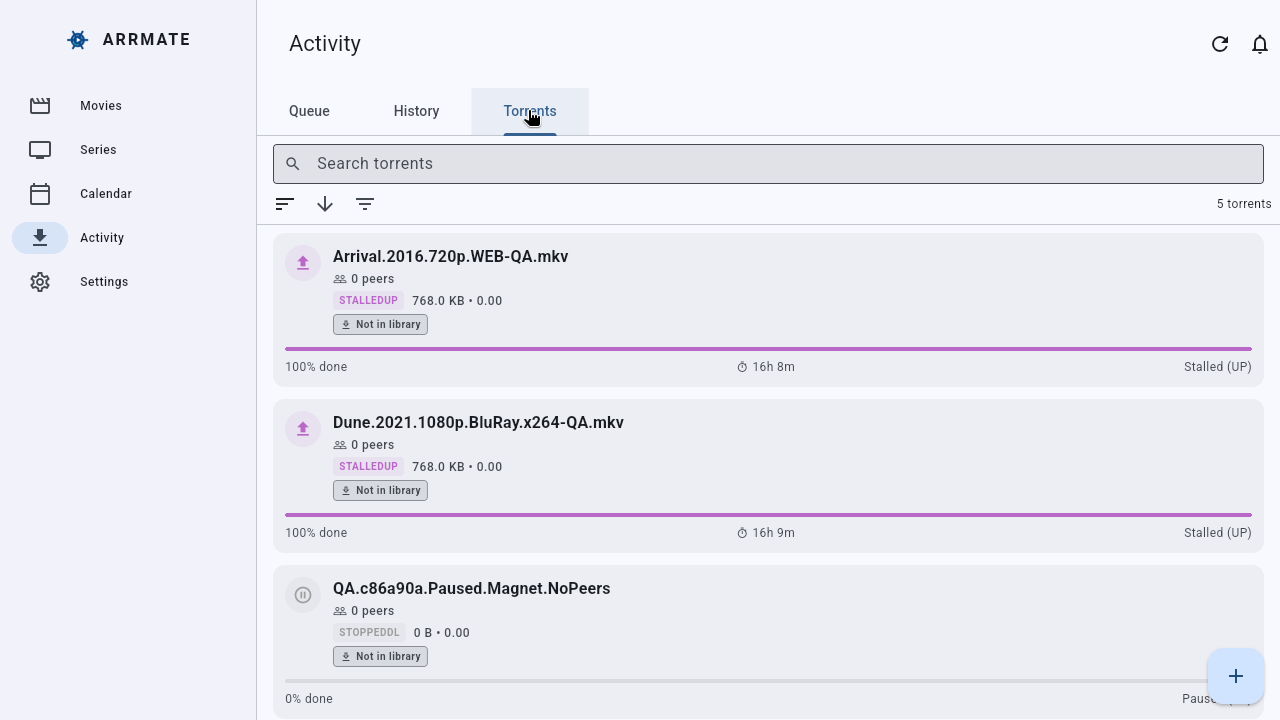 ARRMATE
Activity
Movies
Series
Calendar
Activity
Settings
Queue
History
Torrents
Search torrents
5 torrents
Arrival.2016.720p.WEB-QA.mkv
0 peers
STALLEDUP 768.0 KB • 0.00
Not in library
100% done 16h 8m Stalled (UP)
Dune.2021.1080p.BluRay.x264-QA.mkv
0 peers
STALLEDUP 768.0 KB • 0.00
Not in library
100% done 16h 9m Stalled (UP)
QA.c86a90a.Paused.Magnet.NoPeers
0 peers
STOPPEDDL 0 B • 0.00
Not in library
0% done